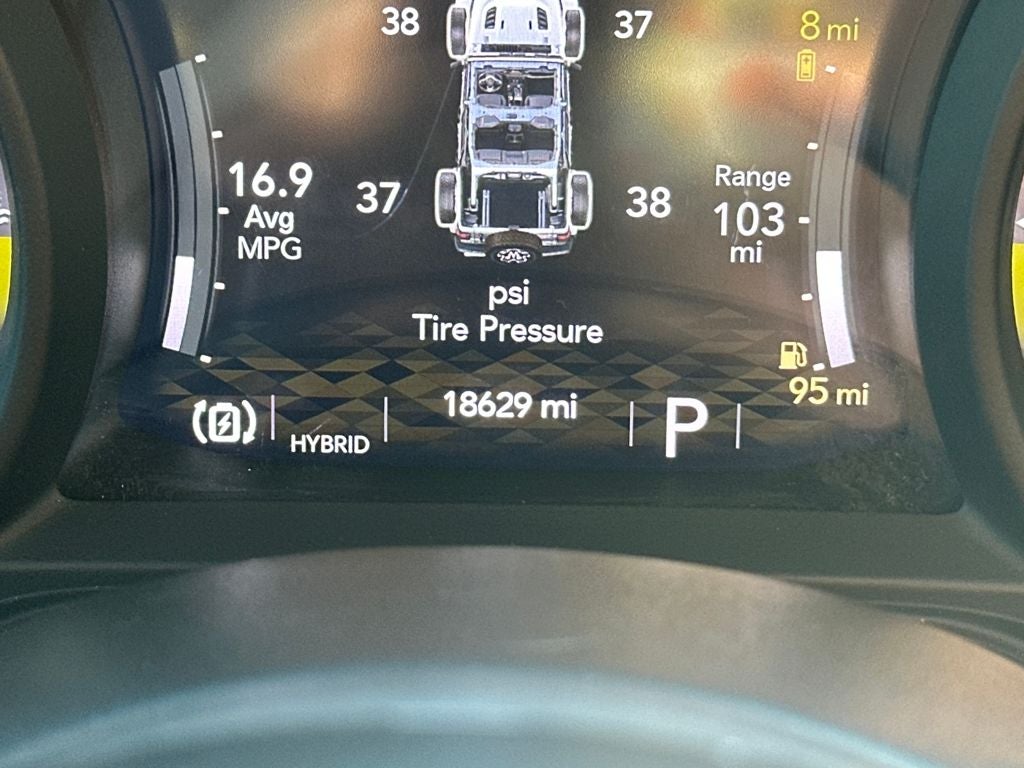 38
37
8 mi
16.9
Avg
MPG
37
38
Range
103
mi
psi
Tire Pressure
95 mi
HYBRID
18629 mi
P